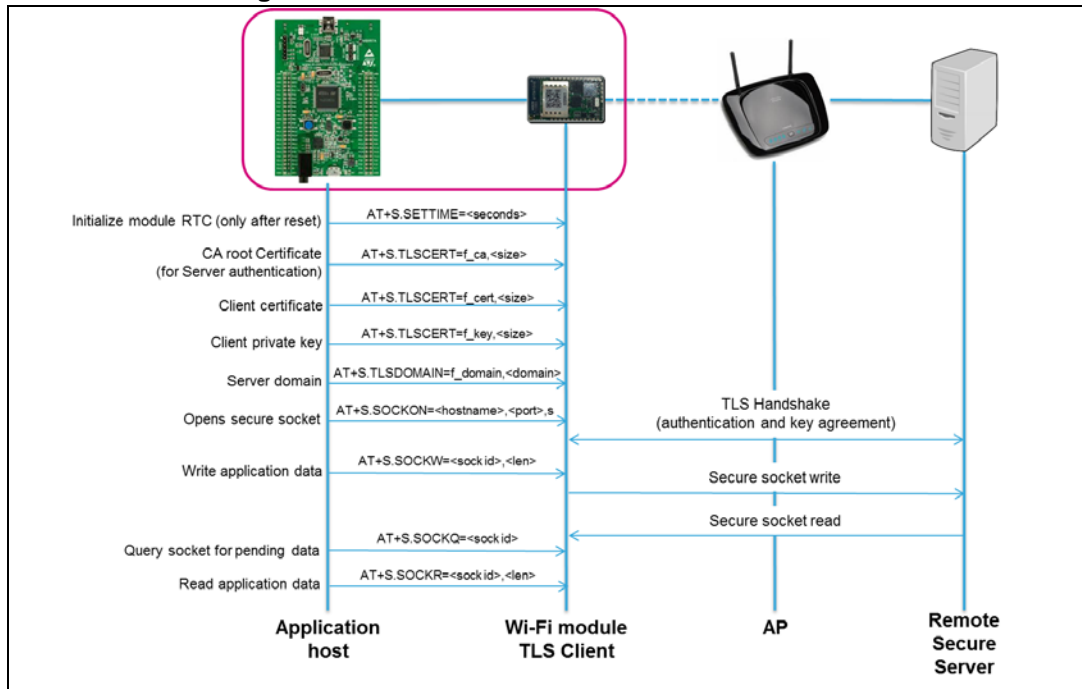 Initialize module RTC (only after reset)
AT+S.SETTIME=<seconds>
CA root Certificate
(for Server authentication)
AT+S.TLSCERT=f_ca,<size>
Client certificate
AT+S.TLSCERT=f_cert,<size>
Client private key
AT+S.TLSCERT=f_key,<size>
Server domain
AT+S.TLSDOMAIN=f_domain,<domain>
Opens secure socket
AT+S.SOCKON=<hostname>,<port>,s
TLS Handshake
(authentication and key agreement)
Write application data
AT+S.SOCKW=<sock id>,<len>
Secure socket write
Secure socket read
Query socket for pending data
AT+S.SOCKQ=<sock id>
Read application data
AT+S.SOCKR=<sock id>,<len>
Application
host
Wi-Fi module
TLS Client
AP
Remote
Secure
Server